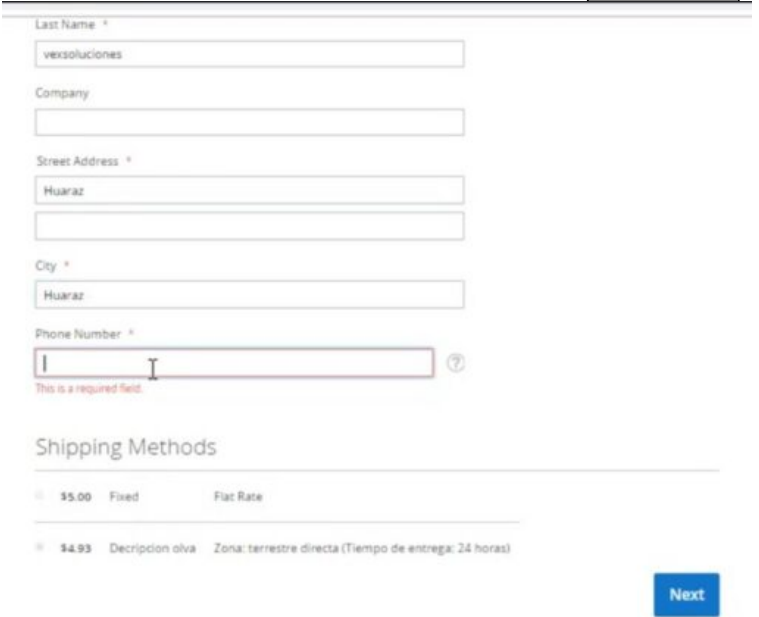 Last Name *
vexsoluciones
Company
Street Address *
Huaraz
City *
Huaraz
Phone Number *
?
This is a required field.
Shipping Methods
$5.00 Fixed Flat Rate
$4.93 Decripcion olva Zona: terrestre directa (Tiempo de entrega: 24 horas)
Next